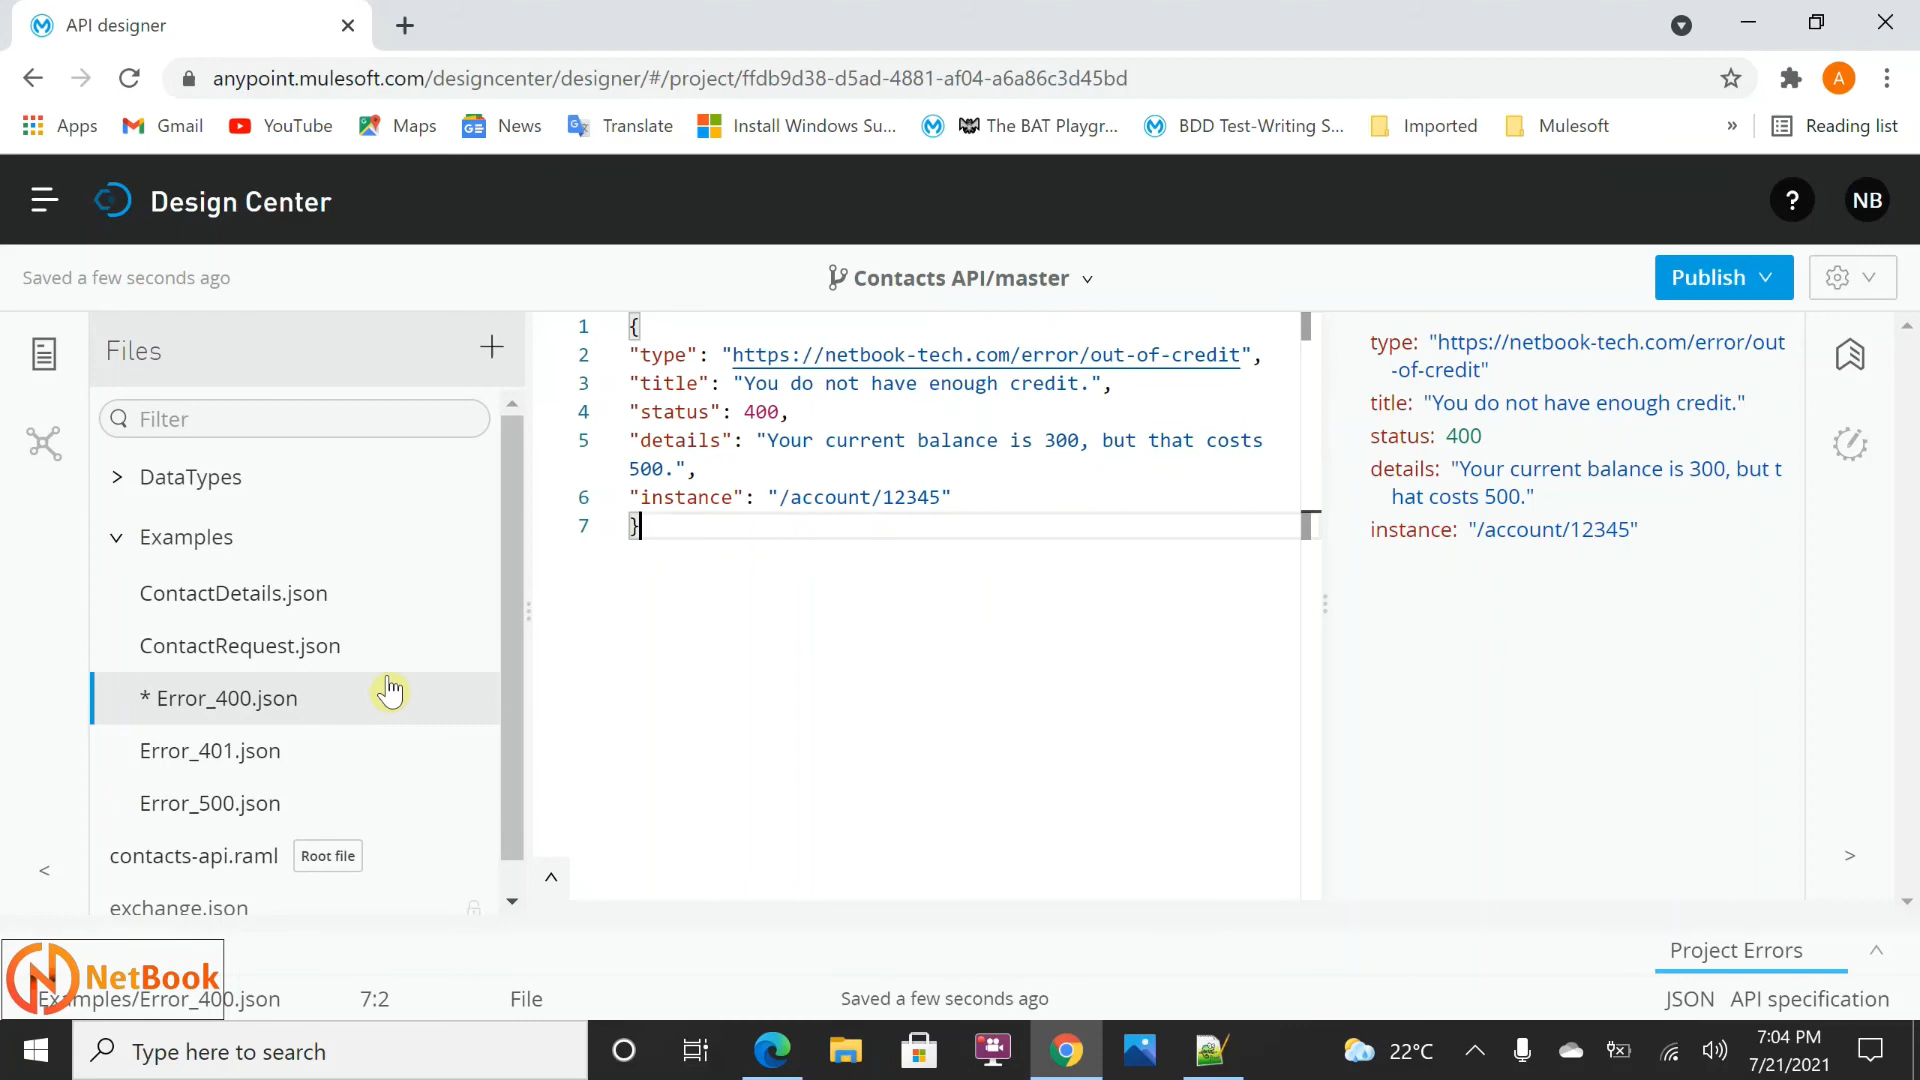 API designer
anypoint.mulesoft.com/designcenter/designer/#/project/ffdb9d38-d5ad-4881-af04-a6a86c3d45bd
A
Apps
Gmail
YouTube
Maps
News
Translate
Install Windows Su...
The BAT Playgr...
BDD Test-Writing S...
Imported
Mulesoft
»
Reading list
Design Center
?
NB
Saved a few seconds ago
Contacts API/master
Publish
Files
Filter
DataTypes
Examples
ContactDetails.json
ContactRequest.json
* Error_400.json
Error_401.json
Error_500.json
contacts-api.raml Root file
exchange.json
1 {
2 "type": "https://netbook-tech.com/error/out-of-credit",
3 "title": "You do not have enough credit.",
4 "status": 400,
5 "details": "Your current balance is 300, but that costs
500.",
6 "instance": "/account/12345"
7 }
type: "https://netbook-tech.com/error/out
-of-credit"
title: "You do not have enough credit."
status: 400
details: "Your current balance is 300, but t
hat costs 500."
instance: "/account/12345"
Project Errors
NetBook
Examples/Error_400.json
7:2
File
Saved a few seconds ago
JSON
API specification
Type here to search
22°C
7:04 PM
7/21/2021